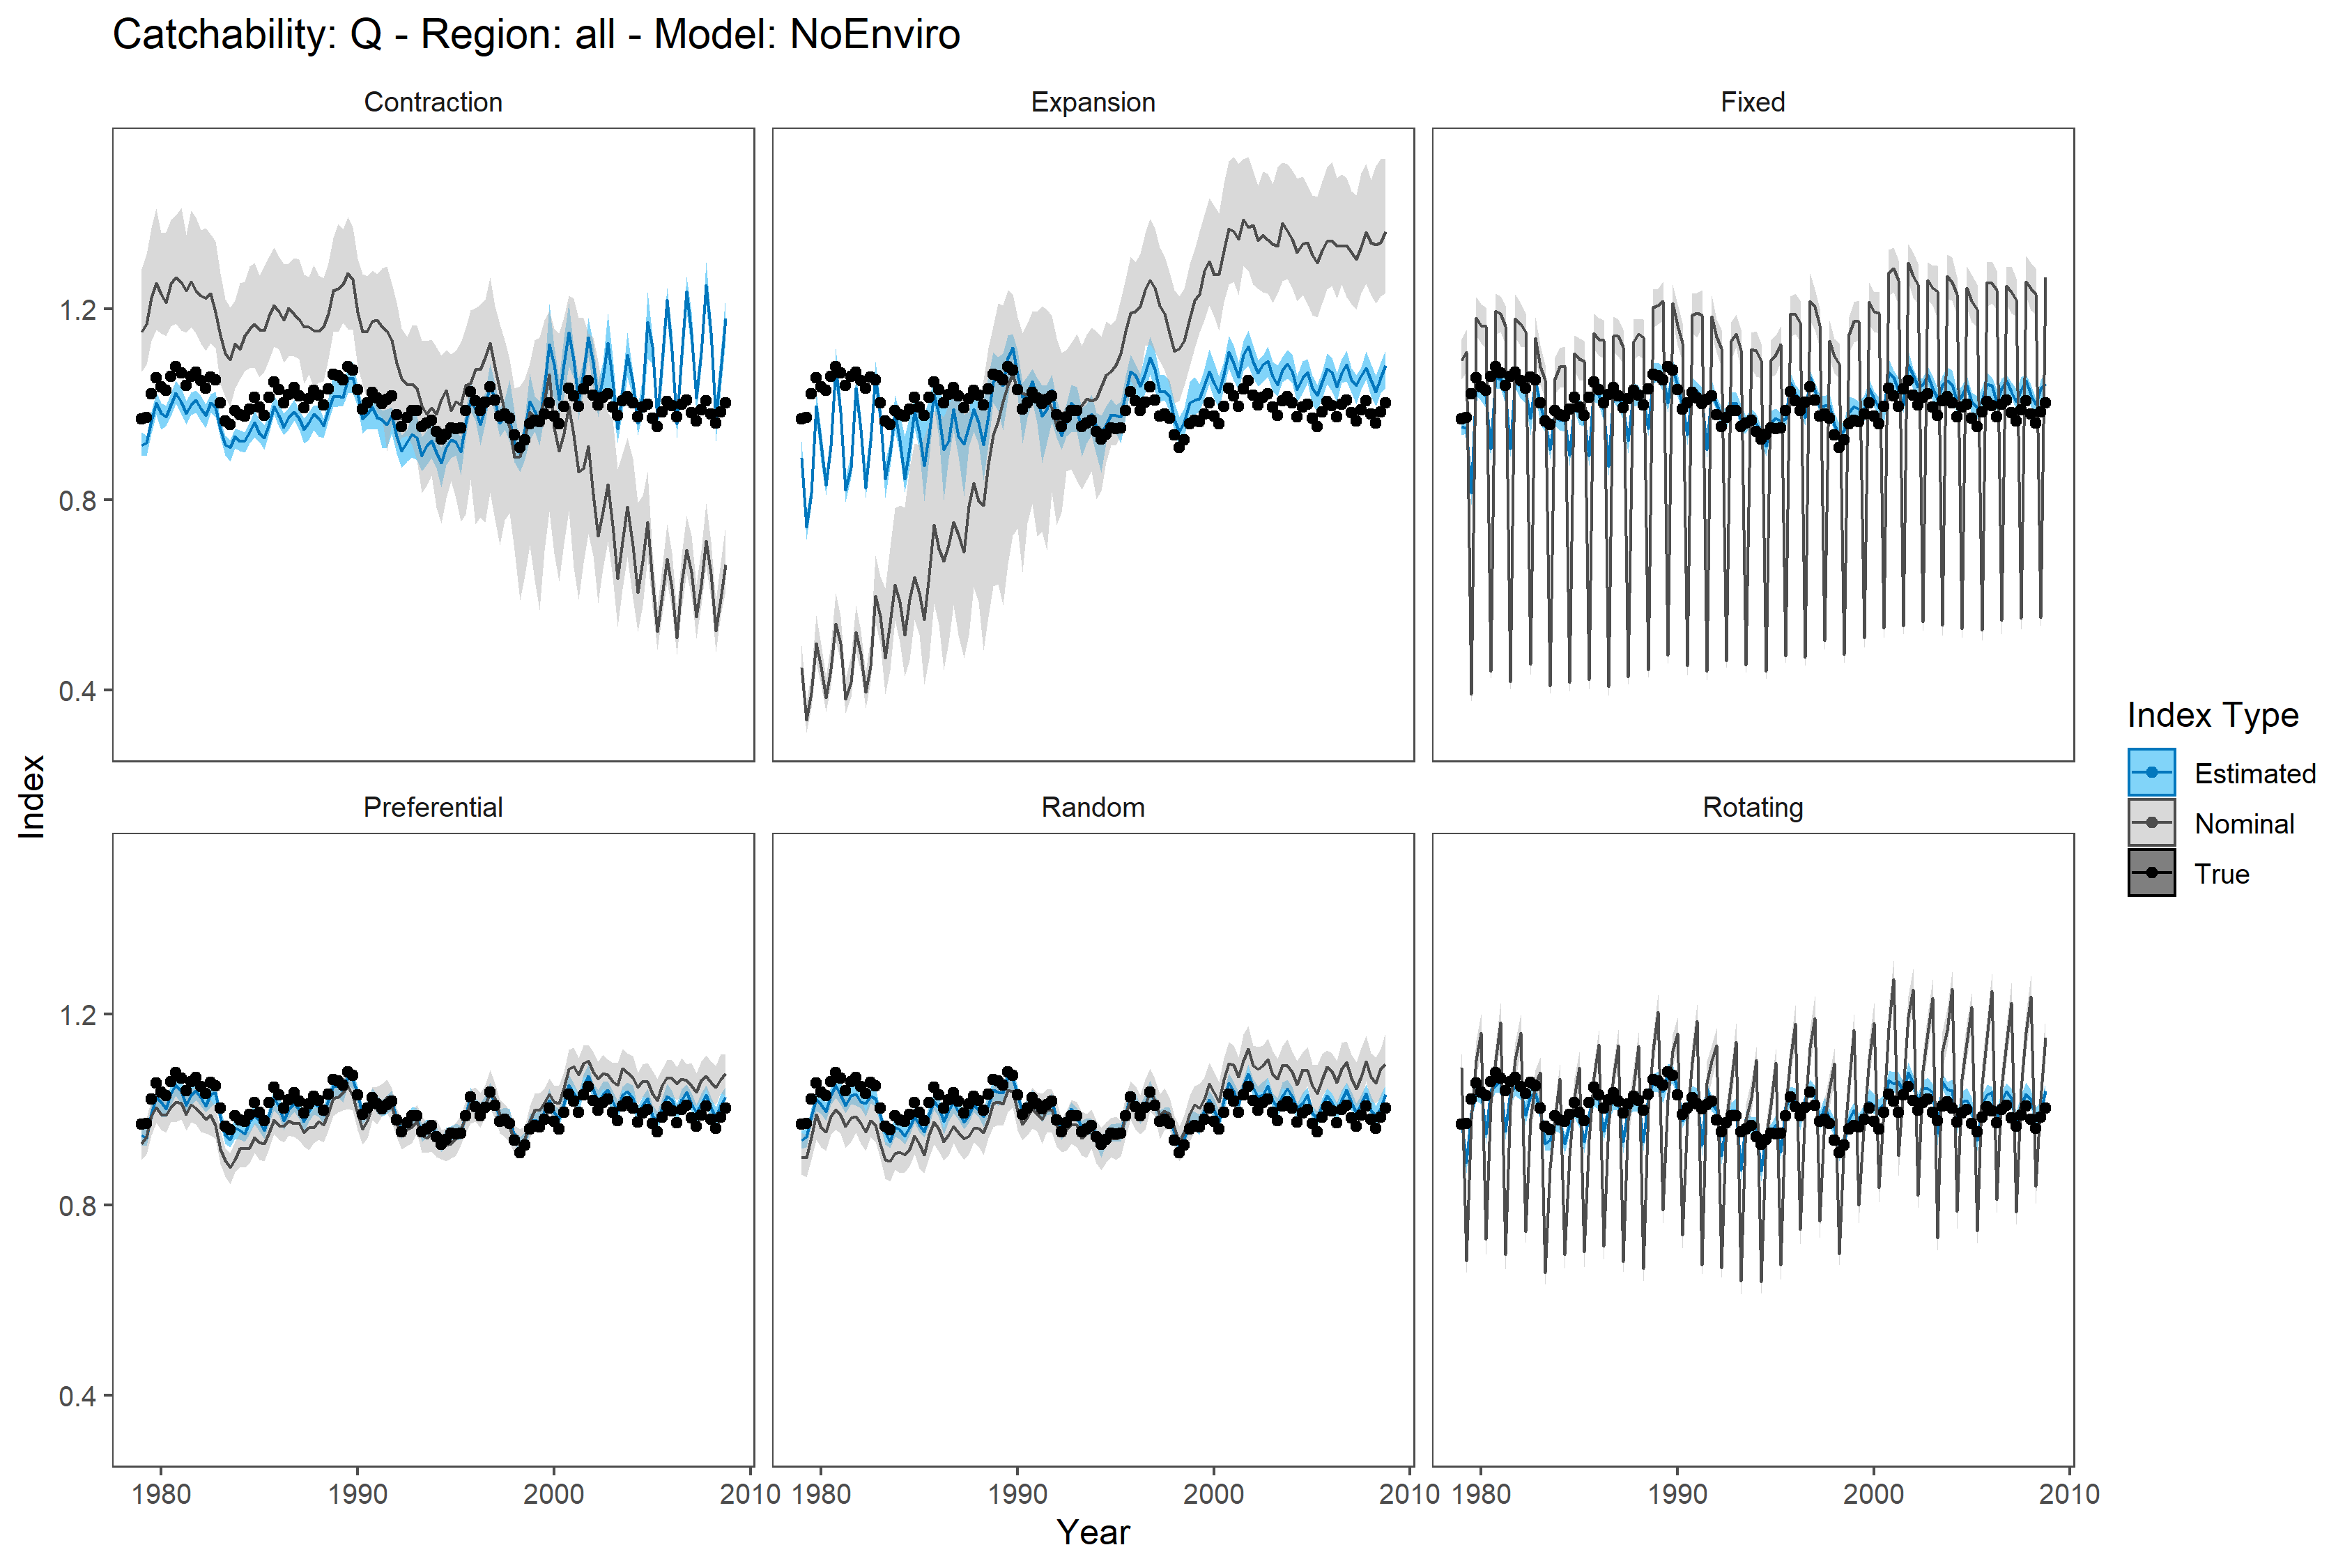 Catchability: Q - Region: all - Model: NoEnviro
Contraction
Expansion
Fixed
1.2
0.8
0.4
Preferential
Random
Rotating
1.2
0.8
0.4
1980
1990
2000
2010
1980
1990
2000
2010
1980
1990
2000
2010
Year
Index
Index Type
Estimated
Nominal
True